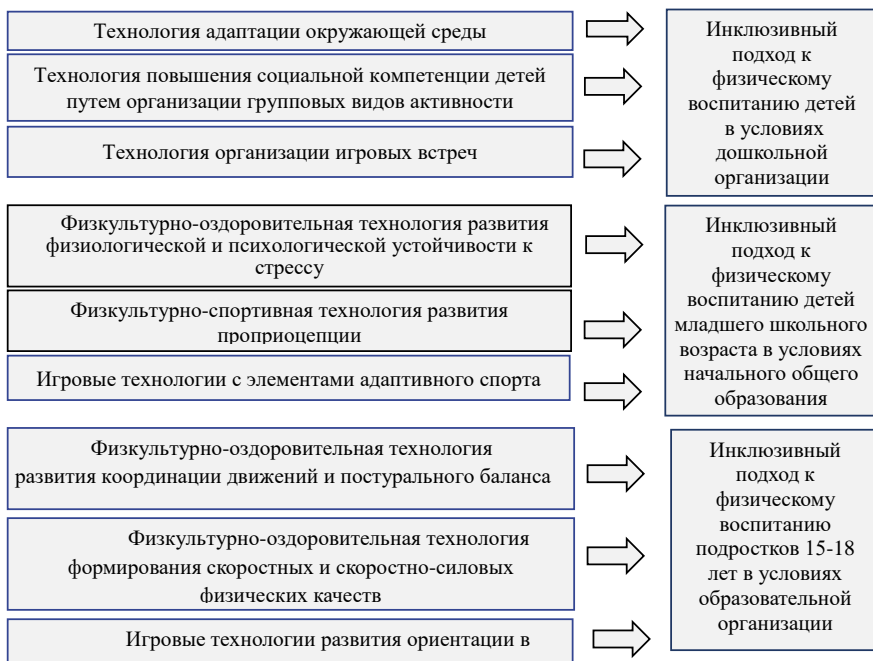 Технология адаптации окружающей среды
Технология повышения социальной компетенции детей
путем организации групповых видов активности
Технология организации игровых встреч
Инклюзивный
подход к
физическому
воспитанию детей
в условиях
дошкольной
организации
Физкультурно-оздоровительная технология развития
физиологической и психологической устойчивости к
стрессу
Физкультурно-спортивная технология развития
проприоцепции
Игровые технологии с элементами адаптивного спорта
Инклюзивный
подход к
физическому
воспитанию детей
младшего школьного
возраста в условиях
начального общего
образования
Физкультурно-оздоровительная технология
развития координации движений и постурального баланса
Физкультурно-оздоровительная технология
формирования скоростных и скоростно-силовых
физических качеств
Игровые технологии развития ориентации в
Инклюзивный
подход к
физическому
воспитанию
подростков 15-18
лет в условиях
образовательной
организации